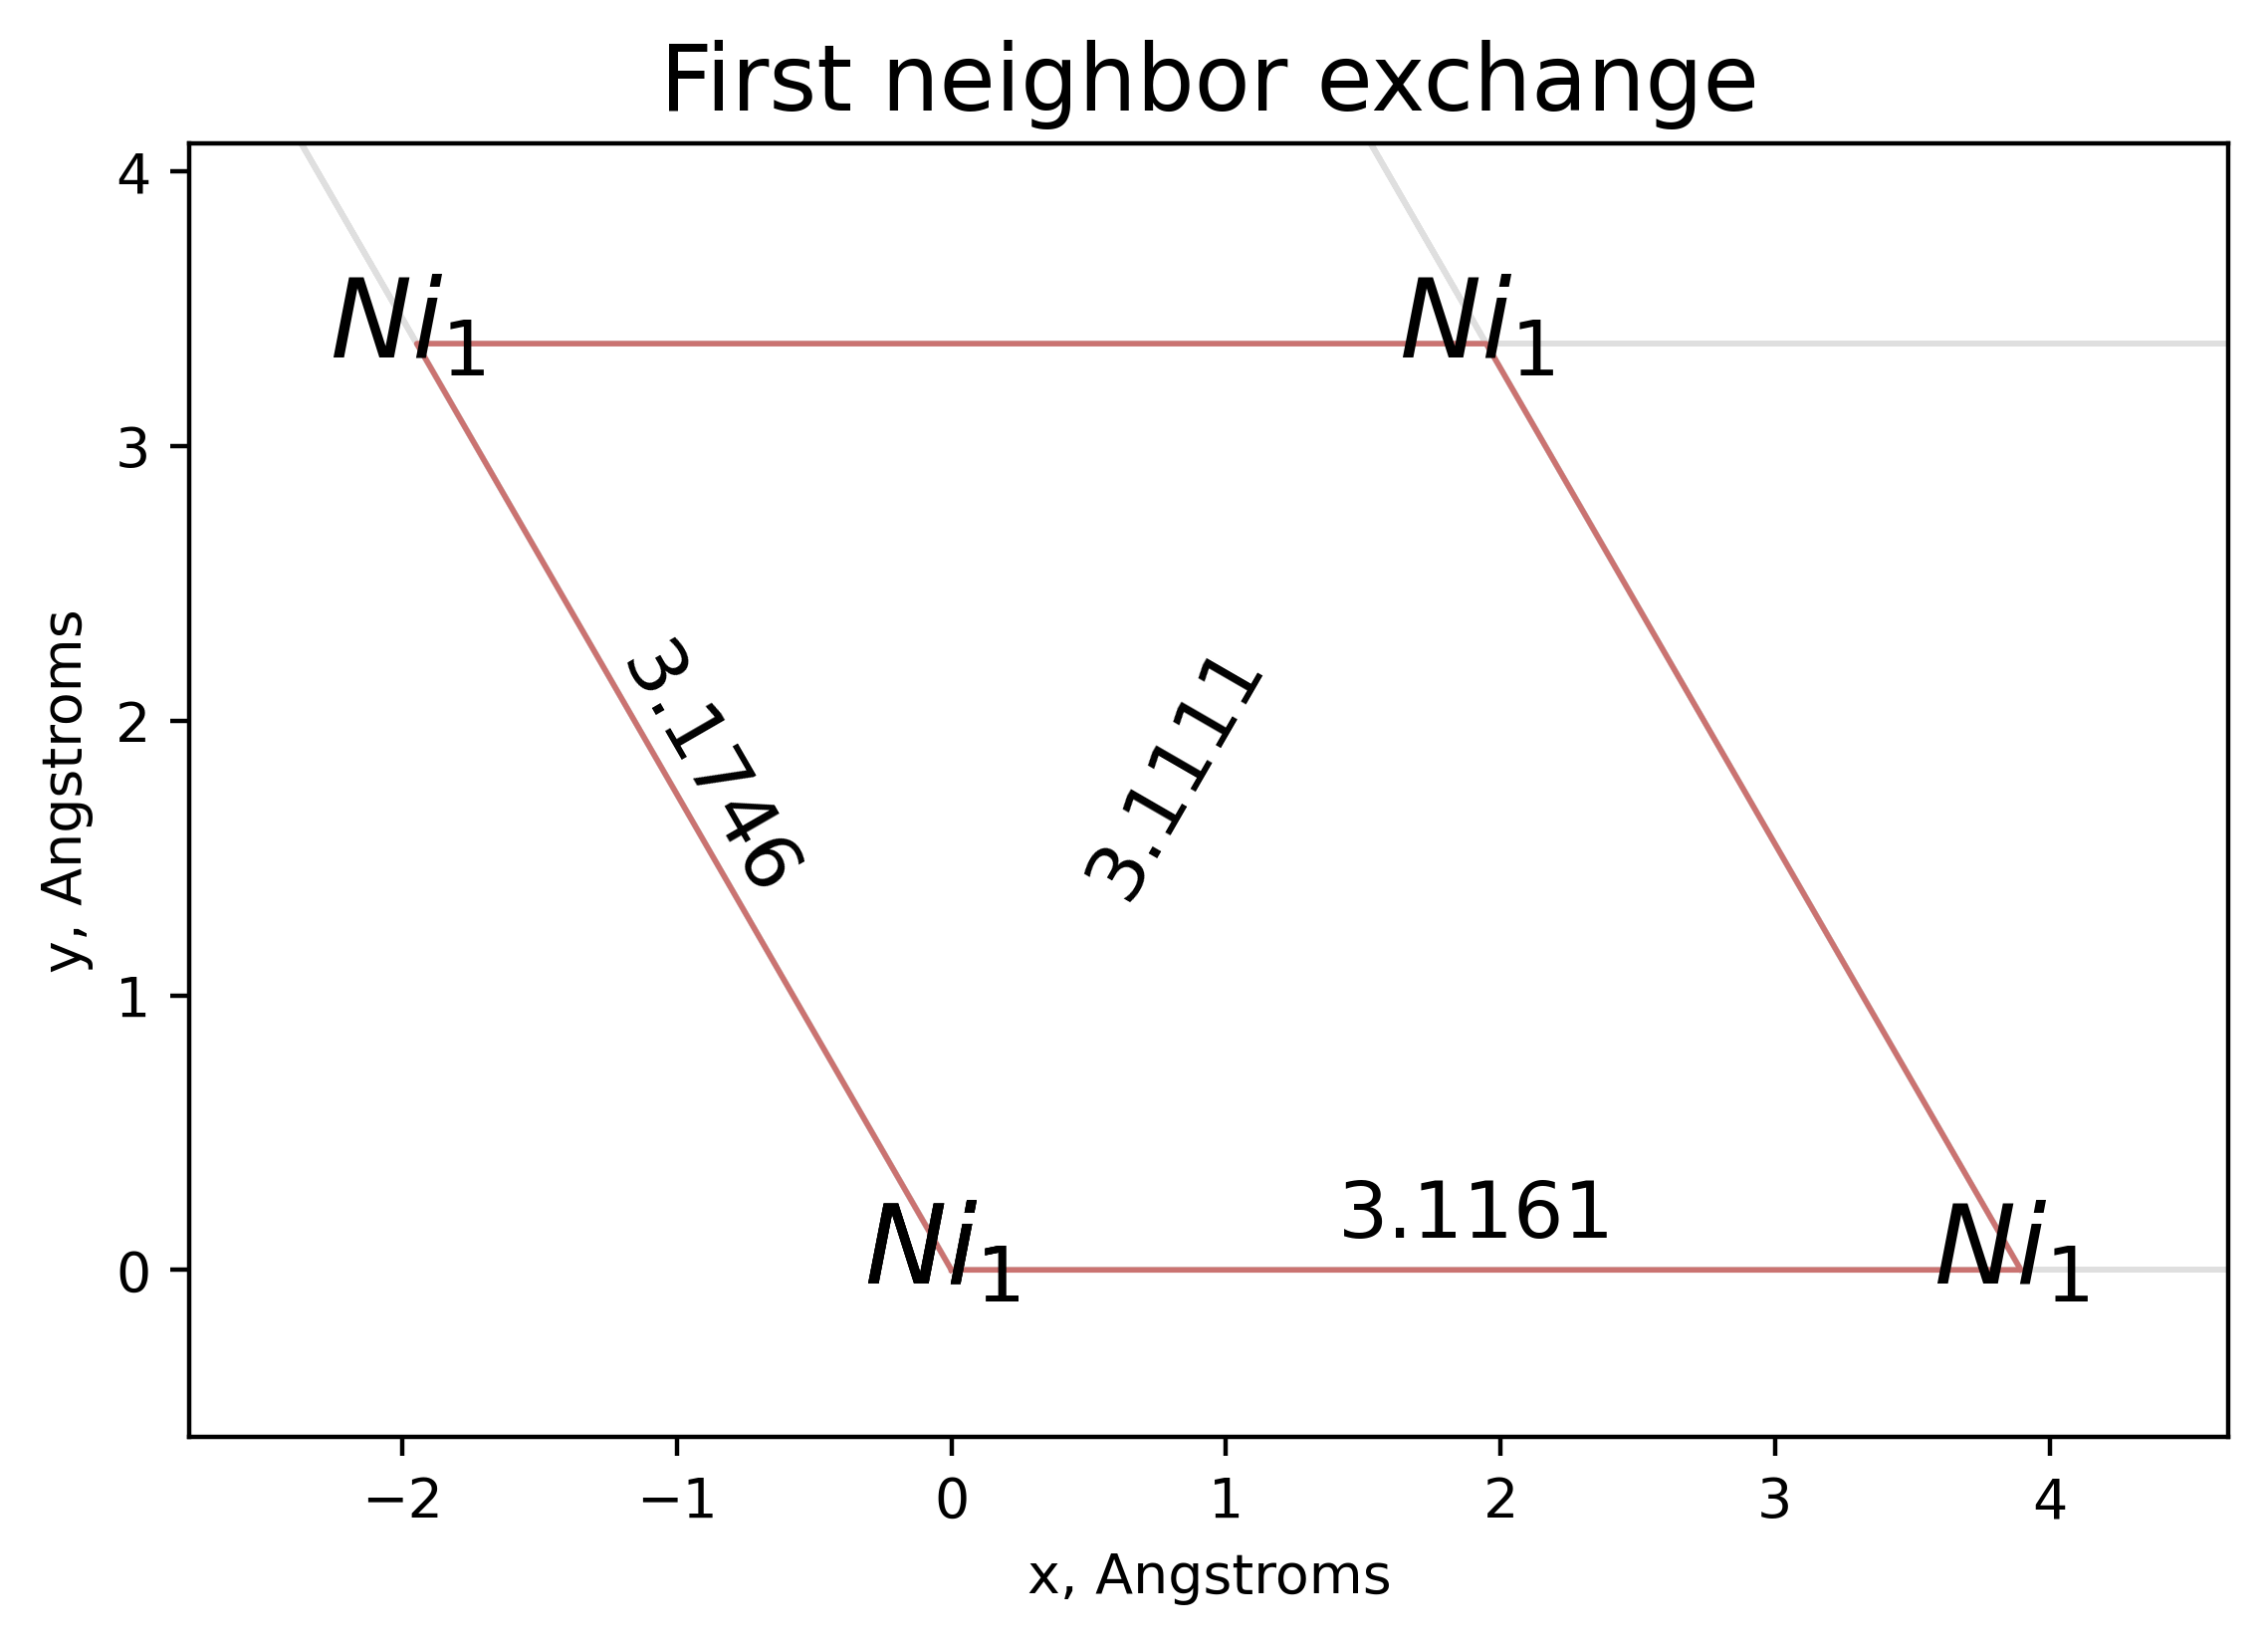 First neighbor exchange
4
Ni₁ Ni₁
3
3.1746
3.1111
2
1
3.1161
Ni₁ Ni₁
0
y, Angstroms
−2 −1 0 1 2 3 4
x, Angstroms